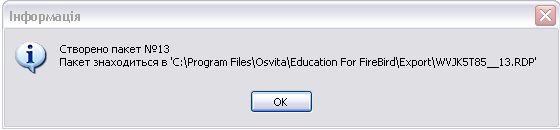 Інформація
Створено пакет №13
Пакет знаходиться в 'C:\Program Files\Osvita\Education For FireBird\Export\WVJK5T85__13.RDP'
OK